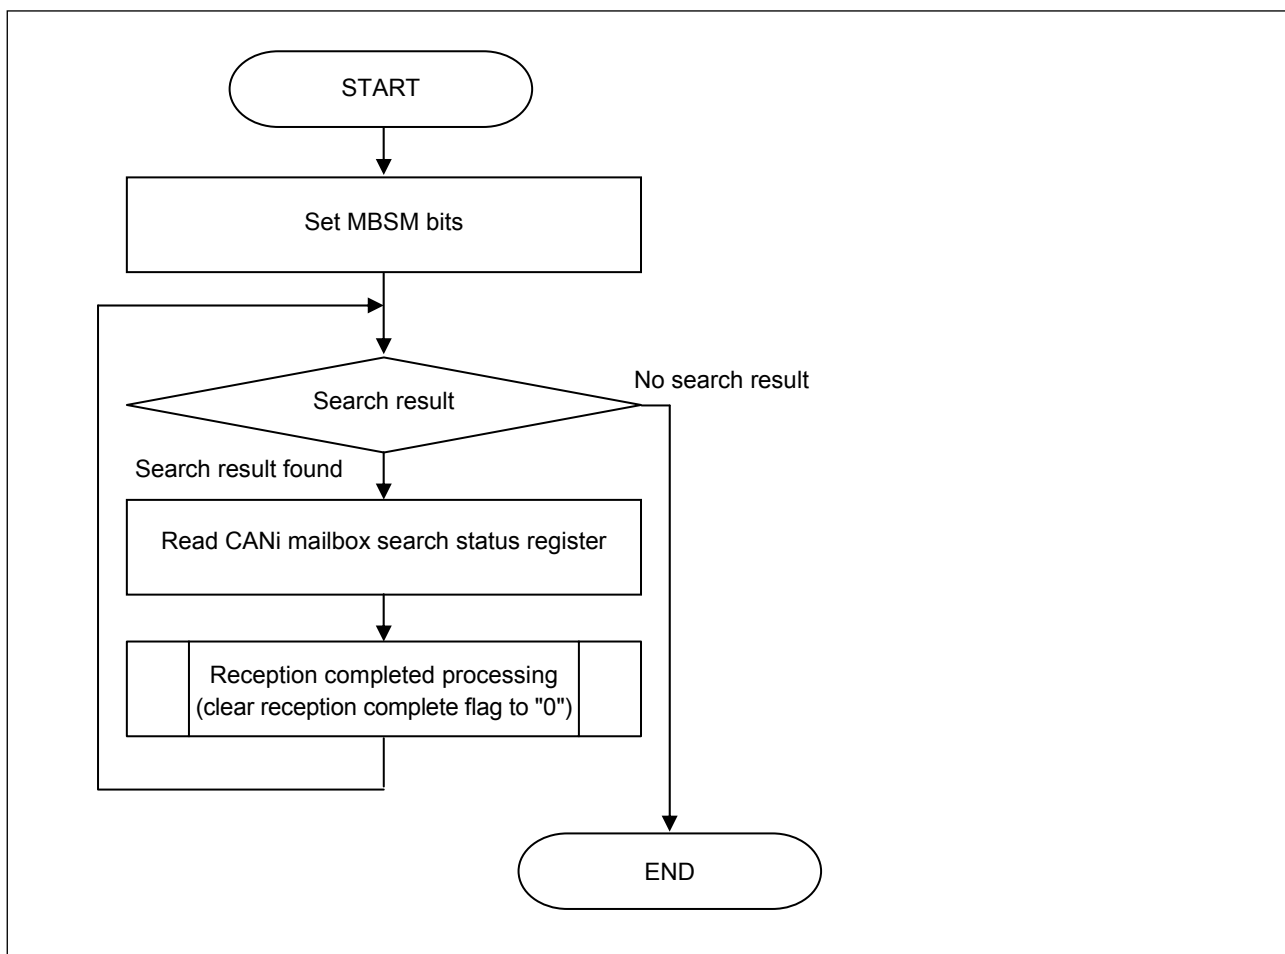 START
Set MBSM bits
Search result
No search result
Search result found
Read CANi mailbox search status register
Reception completed processing
(clear reception complete flag to "0")
END